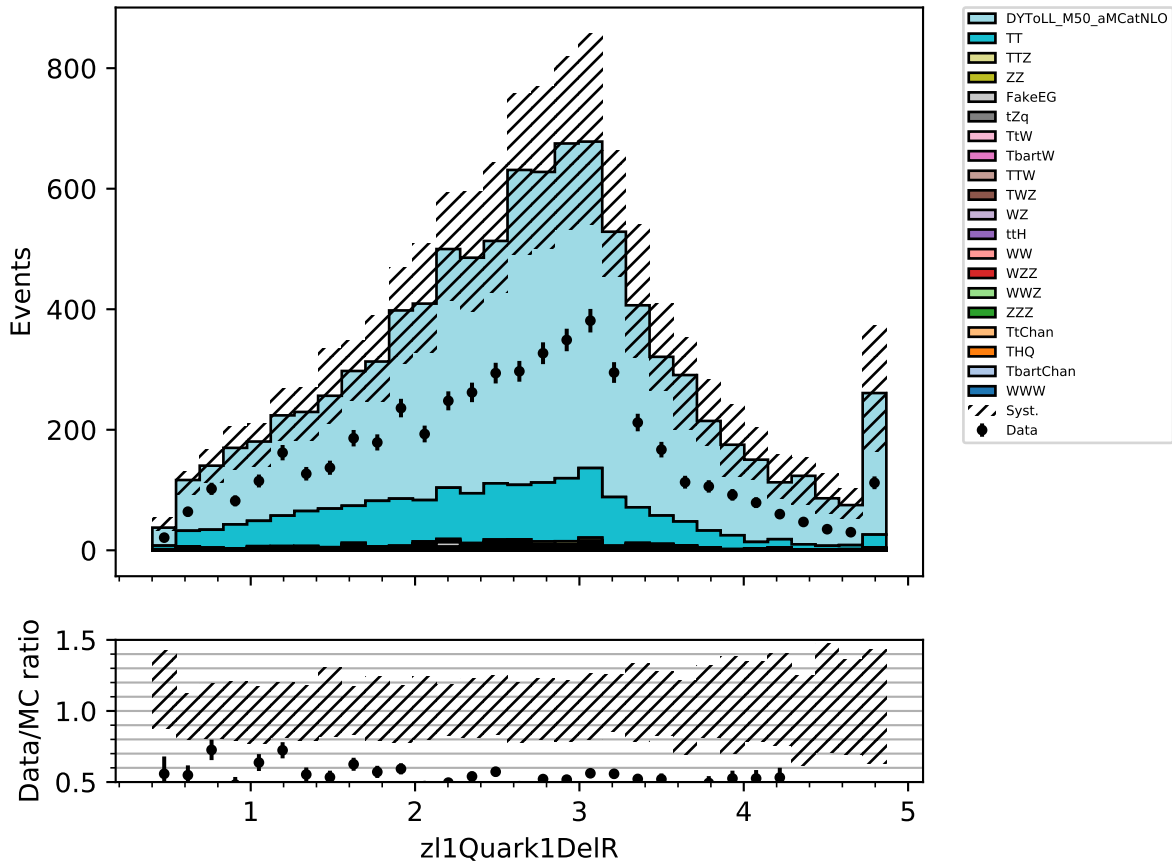 800
600
400
200
0
Events
DYToLL_M50_aMCatNLO
TT
TTZ
ZZ
FakeEG
tZq
TtW
TbartW
TTW
TWZ
WZ
ttH
WW
WZZ
WWZ
ZZZ
TtChan
THQ
TbartChan
WWW
Syst.
Data
1.5
1.0
0.5
Data/MC ratio
1 2 3 4 5
zl1Quark1DelR